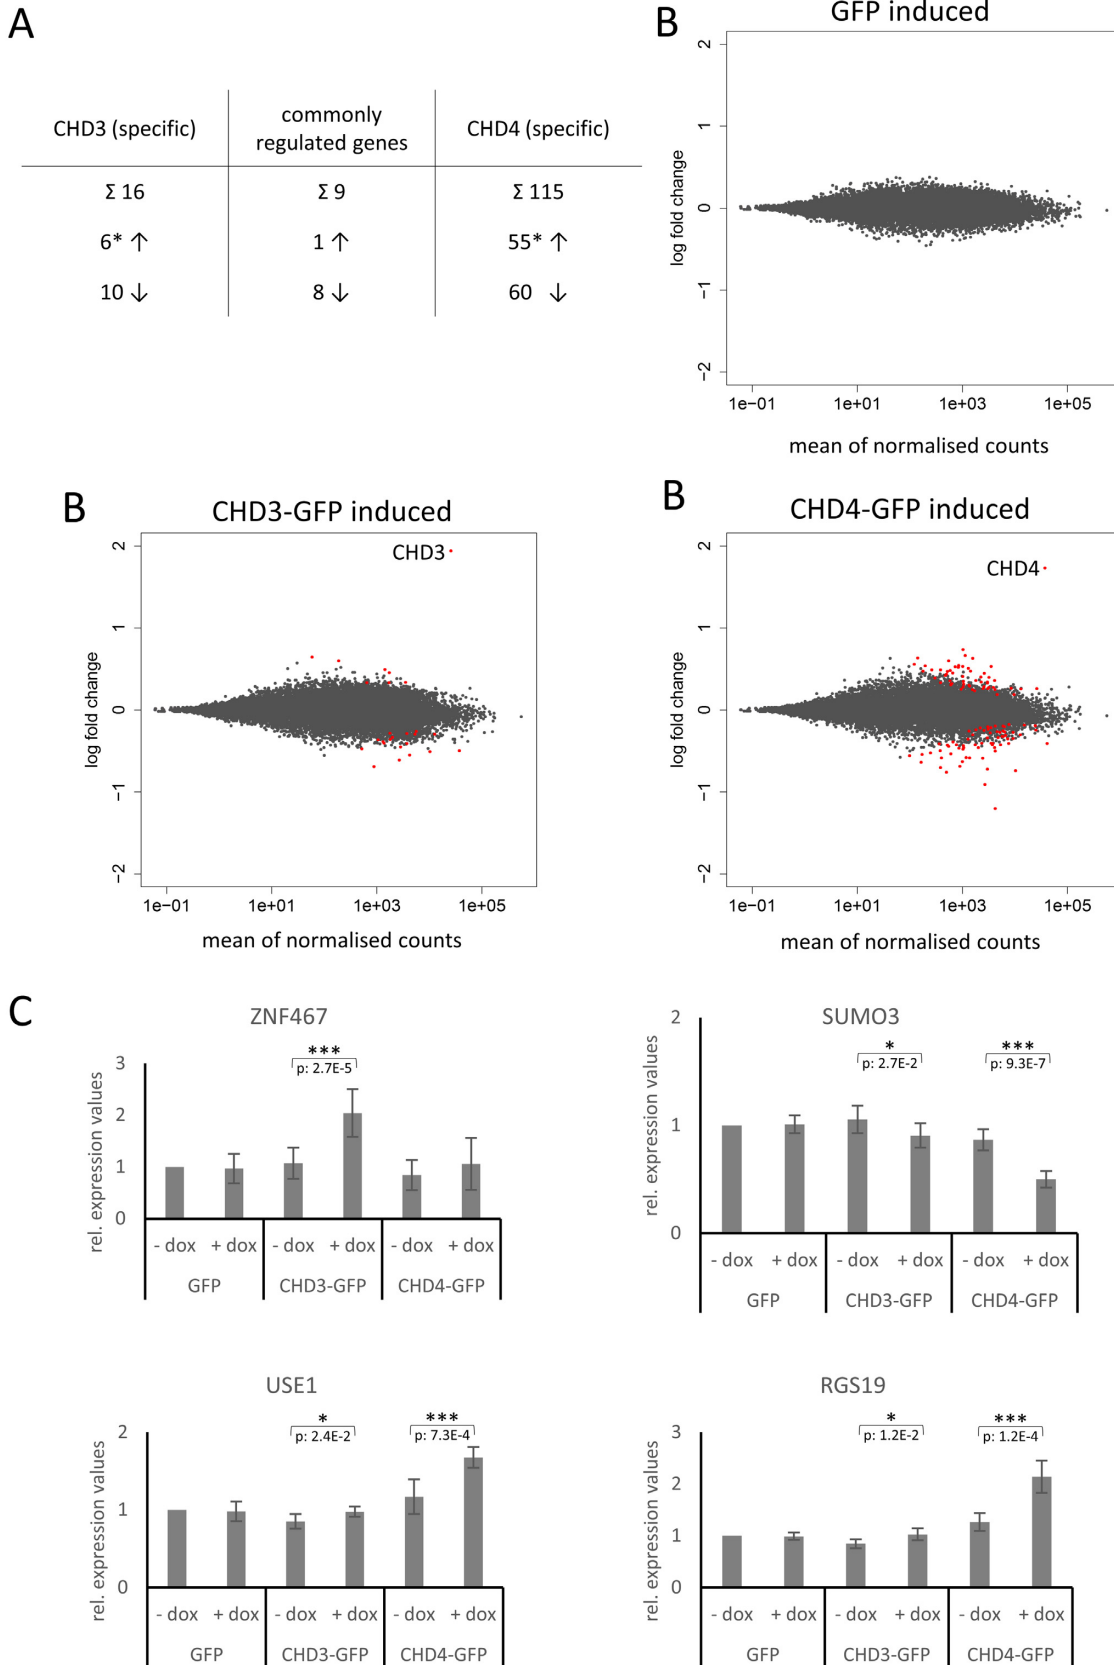 A
CHD3 (specific)
commonly
regulated genes
CHD4 (specific)
Σ 16
Σ 9
Σ 115
6* ↑
1 ↑
55* ↑
10 ↓
8 ↓
60 ↓
B
GFP induced
2
1
0
−1
−2
log fold change
1e−01
1e+01
1e+03
1e+05
mean of normalised counts
B
CHD3-GFP induced
CHD3
2
1
0
−1
−2
log fold change
1e−01
1e+01
1e+03
1e+05
mean of normalised counts
B
CHD4-GFP induced
CHD4
2
1
0
−1
−2
log fold change
1e−01
1e+01
1e+03
1e+05
mean of normalised counts
C
ZNF467
***
p: 2.7E-5
3
2
1
0
rel. expression values
- dox + dox - dox + dox - dox + dox
GFP CHD3-GFP CHD4-GFP
SUMO3
* ***
p: 2.7E-2 p: 9.3E-7
2
1
0
rel. expression values
- dox + dox - dox + dox - dox + dox
GFP CHD3-GFP CHD4-GFP
USE1
* ***
p: 2.4E-2 p: 7.3E-4
2
1
0
rel. expression values
- dox + dox - dox + dox - dox + dox
GFP CHD3-GFP CHD4-GFP
RGS19
* ***
p: 1.2E-2 p: 1.2E-4
3
2
1
0
rel. expression values
- dox + dox - dox + dox - dox + dox
GFP CHD3-GFP CHD4-GFP